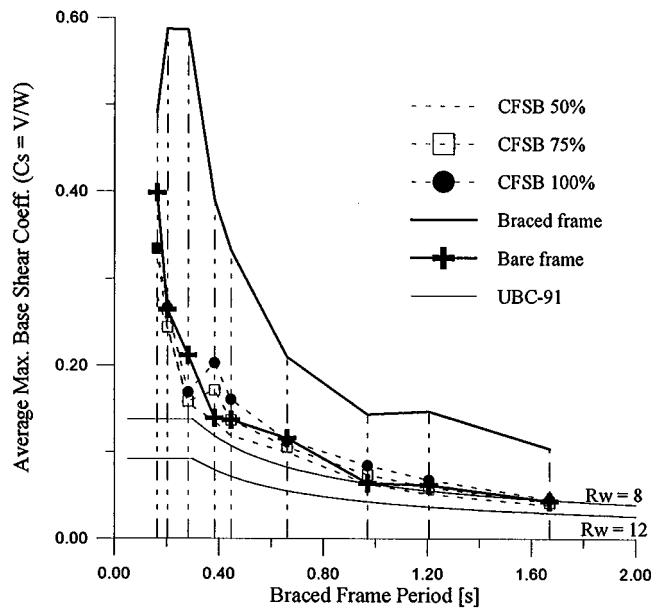 0.60
0.40
0.20
0.00
Average Max. Base Shear Coeff. (Cs = V/W)
CFSB 50%
CFSB 75%
CFSB 100%
Braced frame
Bare frame
UBC-91
Rw = 8
Rw = 12
0.00 0.40 0.80 1.20 1.60 2.00
Braced Frame Period [s]